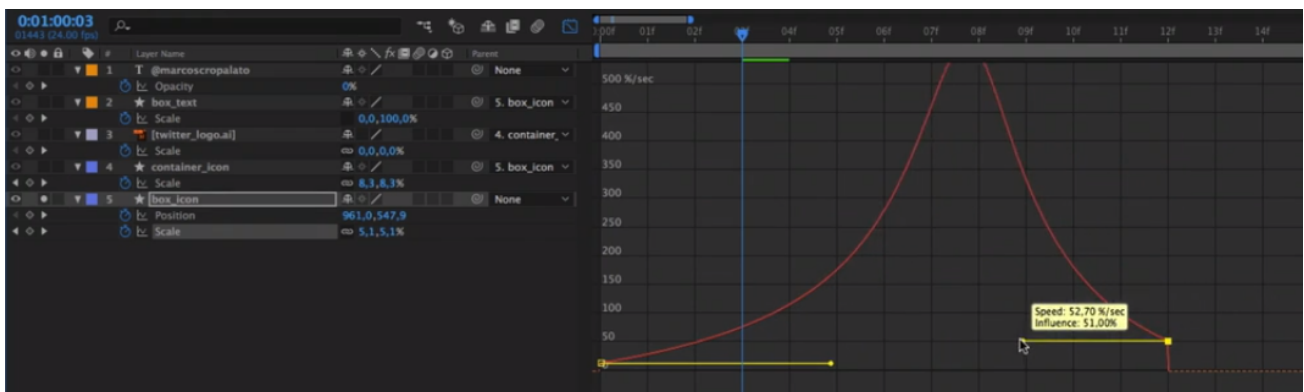 0:01:00:03
01443 (24.00 fps)
# Layer Name Parent
1 T @marcoscropalato None
Opacity 0%
2 box_text 5. box_icon
Scale 0,0,100,0%
3 [twitter_logo.ai] 4. container_
Scale 0,0,0,0%
4 container_icon 5. box_icon
Scale 8,3,8,3%
5 box_icon None
Position 961,0,547,9
Scale 5,1,5,1%
:00f 01f 02f 04f 05f 06f 07f 08f 09f 10f 11f 12f 13f 14f
500 %/sec
450
400
350
300
250
200
150
100
50
Speed: 52,70 %/sec
Influence: 51,00%